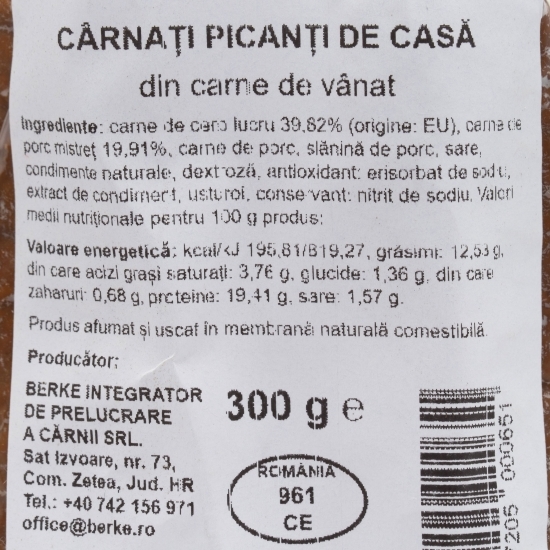 CÂRNAȚI PICANȚI DE CASĂ
din carne de vânat
Ingrediente: carne de cerb lucru 39,82% (origine: EU), carne de
porc mistreț 19,91%, carne de porc, slănină de porc, sare,
condimente naturale, dextroză, antioxidant: erisorbat de sodiu,
extract de condiment, usturoi, conservant: nitrit de sodiu. Valori
medii nutriționale pentru 100 g produs:
Valoare energetică: kcal/kJ 195,81/819,27, grăsimi: 12,53 g,
din care acizi grași saturați: 3,76 g, glucide: 1,36 g, din care
zaharuri: 0,68 g, proteine: 19,41 g, sare: 1,57 g.
Produs afumat și uscat în membrană naturală comestibilă.
Producător:
BERKE INTEGRATOR
DE PRELUCRARE
A CĂRNII SRL.
Sat Izvoare, nr. 73,
Com. Zetea, Jud. HR
Tel.: +40 742 156 971
office@berke.ro
300 g e
ROMÂNIA
961
CE
205 000651